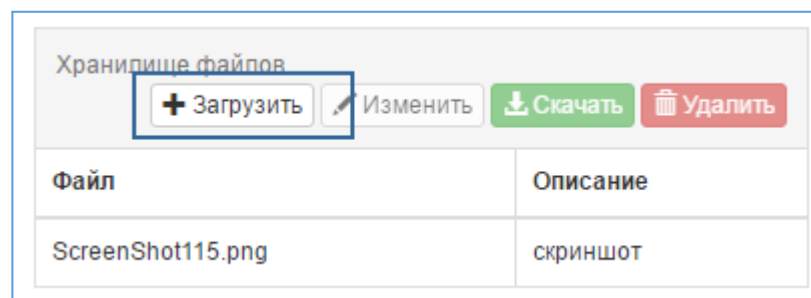 Хранилище файлов
Загрузить Изменить Скачать Удалить
Файл Описание
ScreenShot115.png скриншот